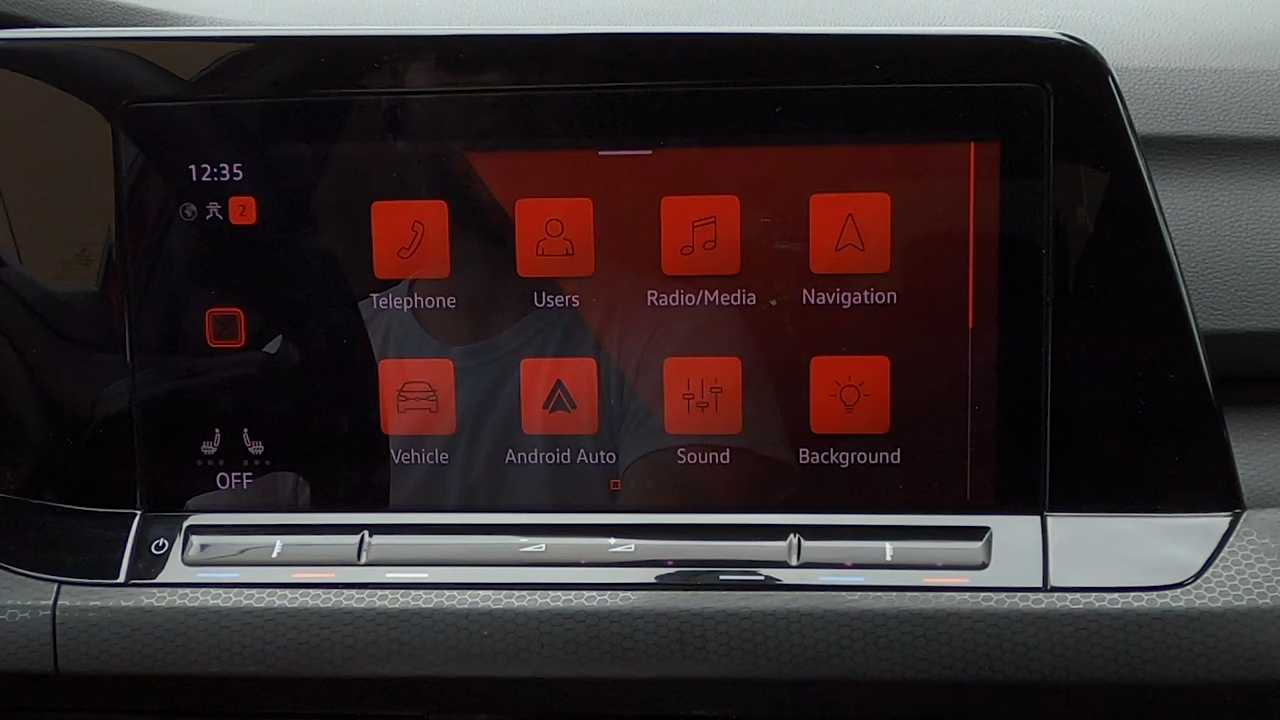 12:35
2
Telephone
Users
Radio/Media
Navigation
Vehicle
Android Auto
Sound
Background
OFF